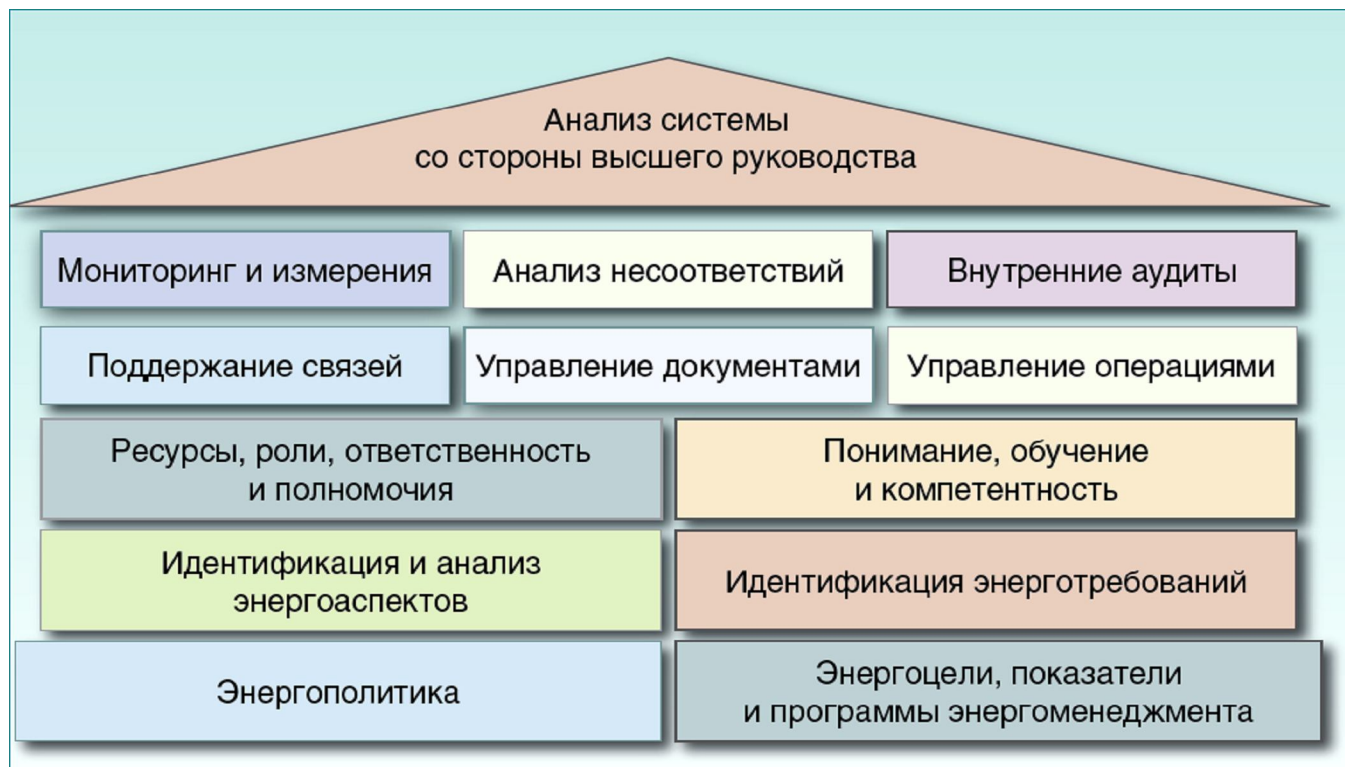 Анализ системы
со стороны высшего руководства
Мониторинг и измерения
Анализ несоответствий
Внутренние аудиты
Поддержание связей
Управление документами
Управление операциями
Ресурсы, роли, ответственность
и полномочия
Понимание, обучение
и компетентность
Идентификация и анализ
энергоаспектов
Идентификация энерготребований
Энергополитика
Энергоцели, показатели
и программы энергоменеджмента